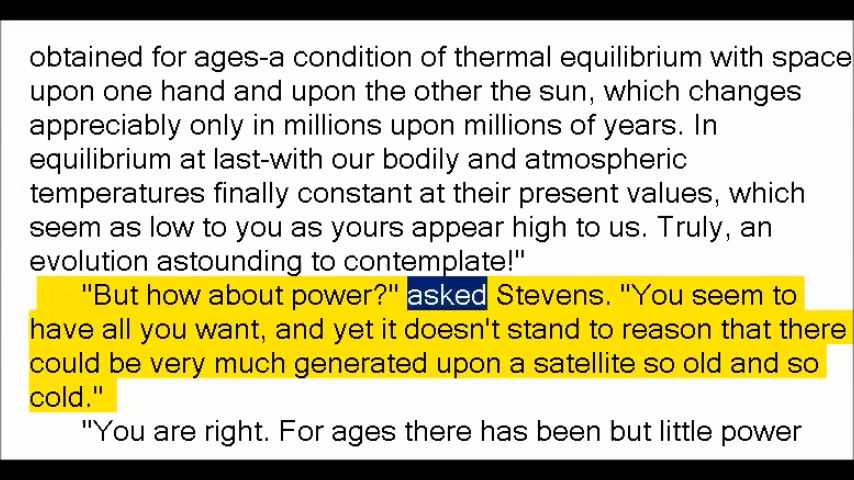 obtained for ages-a condition of thermal equilibrium with space
upon one hand and upon the other the sun, which changes
appreciably only in millions upon millions of years. In
equilibrium at last-with our bodily and atmospheric
temperatures finally constant at their present values, which
seem as low to you as yours appear high to us. Truly, an
evolution astounding to contemplate!"
"But how about power?" asked Stevens. "You seem to
have all you want, and yet it doesn't stand to reason that there
could be very much generated upon a satellite so old and so
cold."
"You are right. For ages there has been but little power